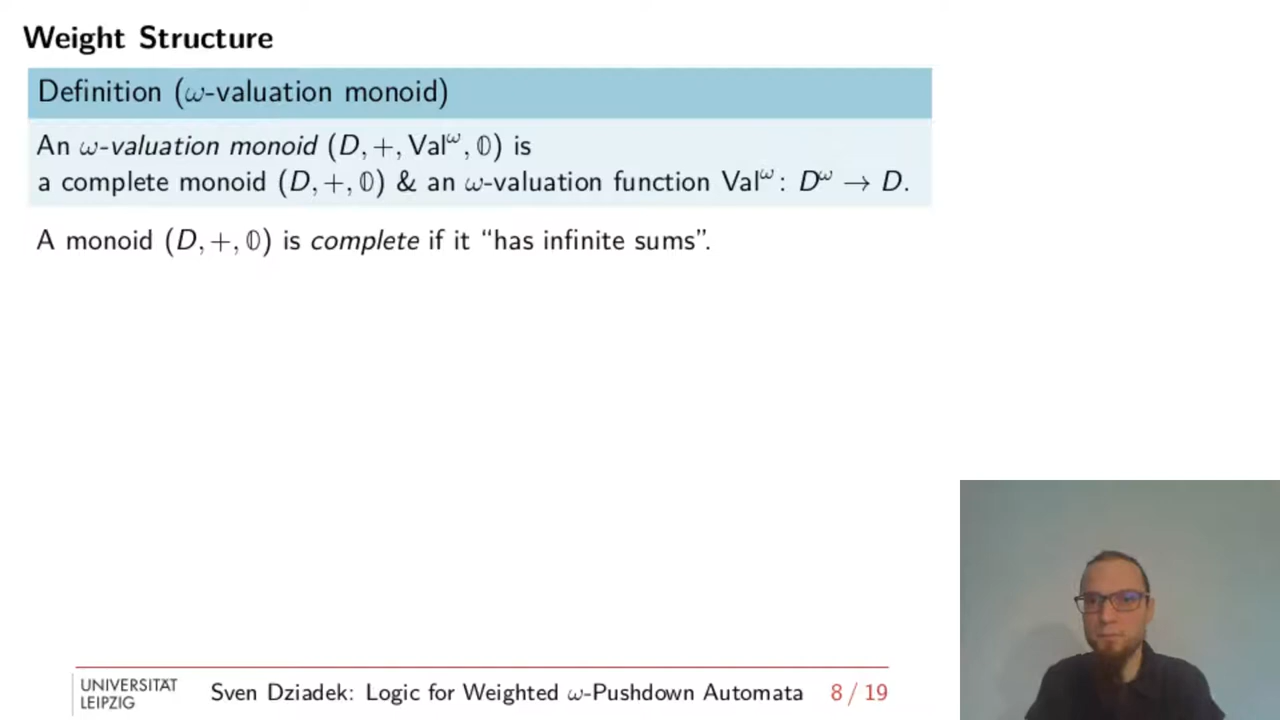 Weight Structure
Definition (ω-valuation monoid)
An ω-valuation monoid (D, +, Val^ω, 𝟘) is
a complete monoid (D, +, 𝟘) & an ω-valuation function Val^ω : D^ω → D.
A monoid (D, +, 𝟘) is complete if it “has infinite sums”.
UNIVERSITÄT
LEIPZIG
Sven Dziadek: Logic for Weighted ω-Pushdown Automata 8 / 19